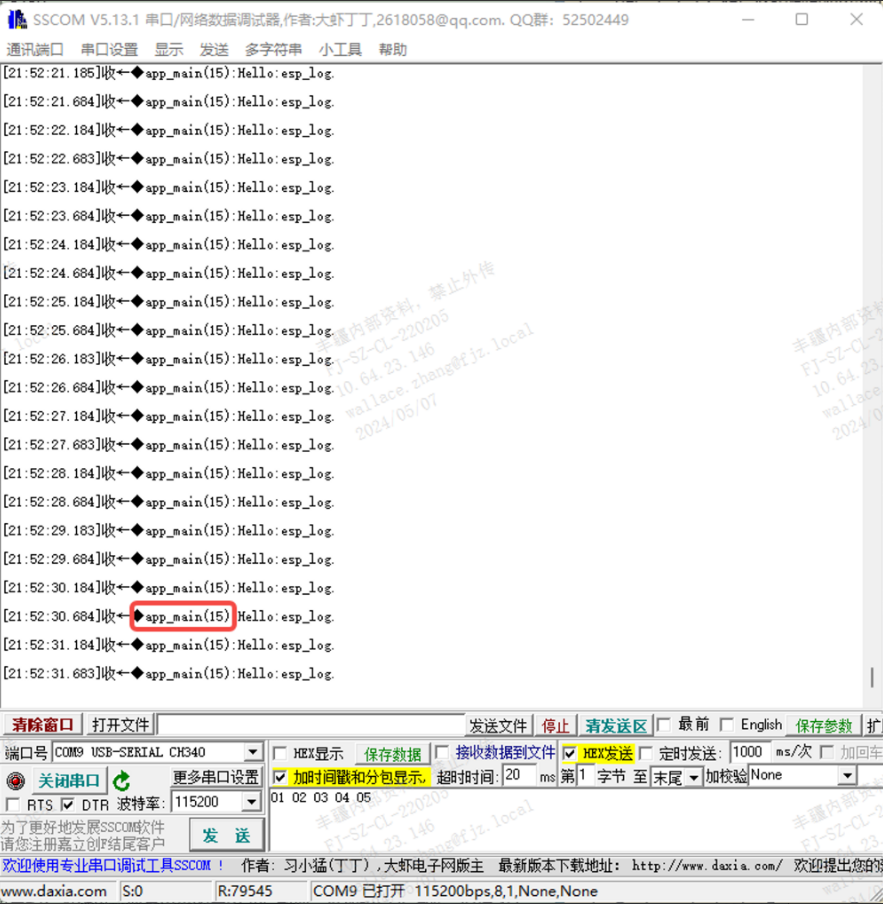 SSCOM V5.13.1 串口/网络数据调试器,作者:大虾丁丁,2618058@qq.com. QQ群: 52502449
通讯端口 串口设置 显示 发送 多字符串 小工具 帮助
[21:52:21.185]收←◆app_main(15):Hello:esp_log.
[21:52:21.684]收←◆app_main(15):Hello:esp_log.
[21:52:22.184]收←◆app_main(15):Hello:esp_log.
[21:52:22.683]收←◆app_main(15):Hello:esp_log.
[21:52:23.184]收←◆app_main(15):Hello:esp_log.
[21:52:23.684]收←◆app_main(15):Hello:esp_log.
[21:52:24.184]收←◆app_main(15):Hello:esp_log.
[21:52:24.684]收←◆app_main(15):Hello:esp_log.
[21:52:25.184]收←◆app_main(15):Hello:esp_log.
[21:52:25.684]收←◆app_main(15):Hello:esp_log.
[21:52:26.183]收←◆app_main(15):Hello:esp_log.
[21:52:26.684]收←◆app_main(15):Hello:esp_log.
[21:52:27.184]收←◆app_main(15):Hello:esp_log.
[21:52:27.683]收←◆app_main(15):Hello:esp_log.
[21:52:28.184]收←◆app_main(15):Hello:esp_log.
[21:52:28.684]收←◆app_main(15):Hello:esp_log.
[21:52:29.183]收←◆app_main(15):Hello:esp_log.
[21:52:29.684]收←◆app_main(15):Hello:esp_log.
[21:52:30.184]收←◆app_main(15):Hello:esp_log.
[21:52:30.684]收←◆app_main(15):Hello:esp_log.
[21:52:31.184]收←◆app_main(15):Hello:esp_log.
[21:52:31.683]收←◆app_main(15):Hello:esp_log.
丰疆内部资料，禁止外传
FJ-SZ-CL-220205
10.64.23.146
wallace.zhang@fjz.local
2024/05/07
清除窗口 打开文件 发送文件 停止 清发送区 最前 English 保存参数 扩
端口号 COM9 USB-SERIAL CH340 HEX显示 保存数据 接收数据到文件 HEX发送 定时发送: 1000 ms/次 加回车
关闭串口 更多串口设置 加时间戳和分包显示, 超时时间: 20 ms 第1 字节 至 末尾 加校验None
RTS DTR 波特率: 115200 01 02 03 04 05
为了更好地发展SSCOM软件
请您注册嘉立创F结尾客户 发 送
欢迎使用专业串口调试工具SSCOM ! 作者: 习小猛(丁丁) ,大虾电子网版主 最新版本下载地址: http://www.daxia.com/ 欢迎提出您的
www.daxia.com S:0 R:79545 COM9 已打开 115200bps,8,1,None,None